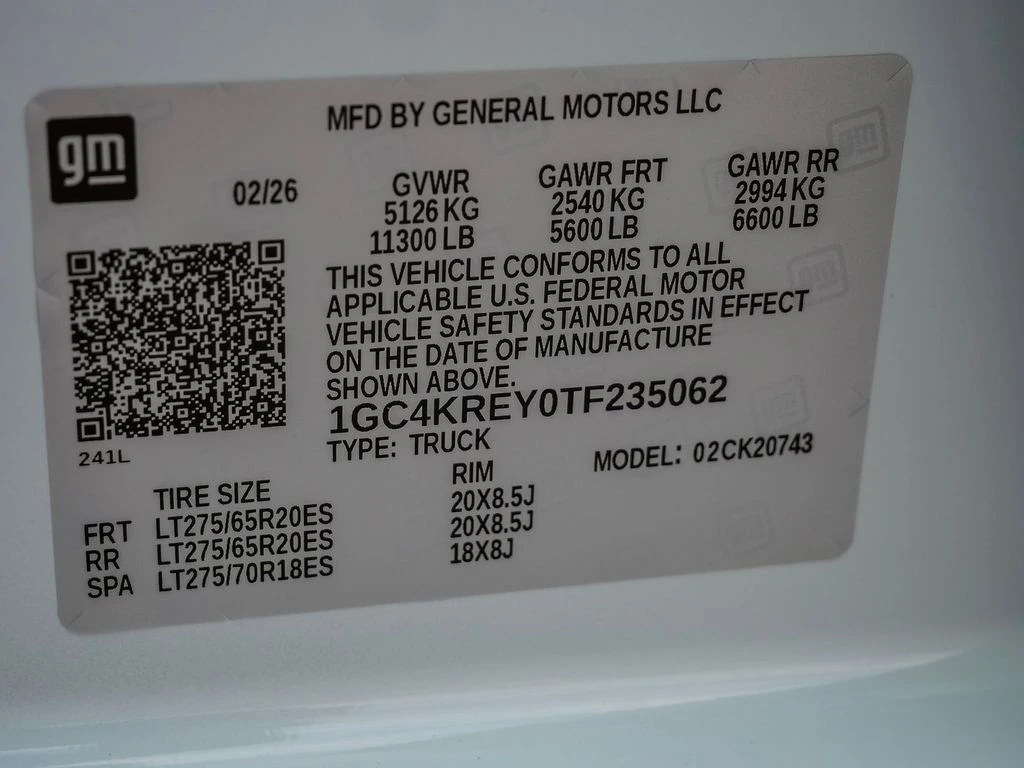 gm
MFD BY GENERAL MOTORS LLC
02/26
GVWR GAWR FRT GAWR RR
5126 KG 2540 KG 2994 KG
11300 LB 5600 LB 6600 LB
THIS VEHICLE CONFORMS TO ALL
APPLICABLE U.S. FEDERAL MOTOR
VEHICLE SAFETY STANDARDS IN EFFECT
ON THE DATE OF MANUFACTURE
SHOWN ABOVE.
1GC4KREY0TF235062
TYPE: TRUCK MODEL: 02CK20743
241L
TIRE SIZE RIM
FRT LT275/65R20ES 20X8.5J
RR LT275/65R20ES 20X8.5J
SPA LT275/70R18ES 18X8J